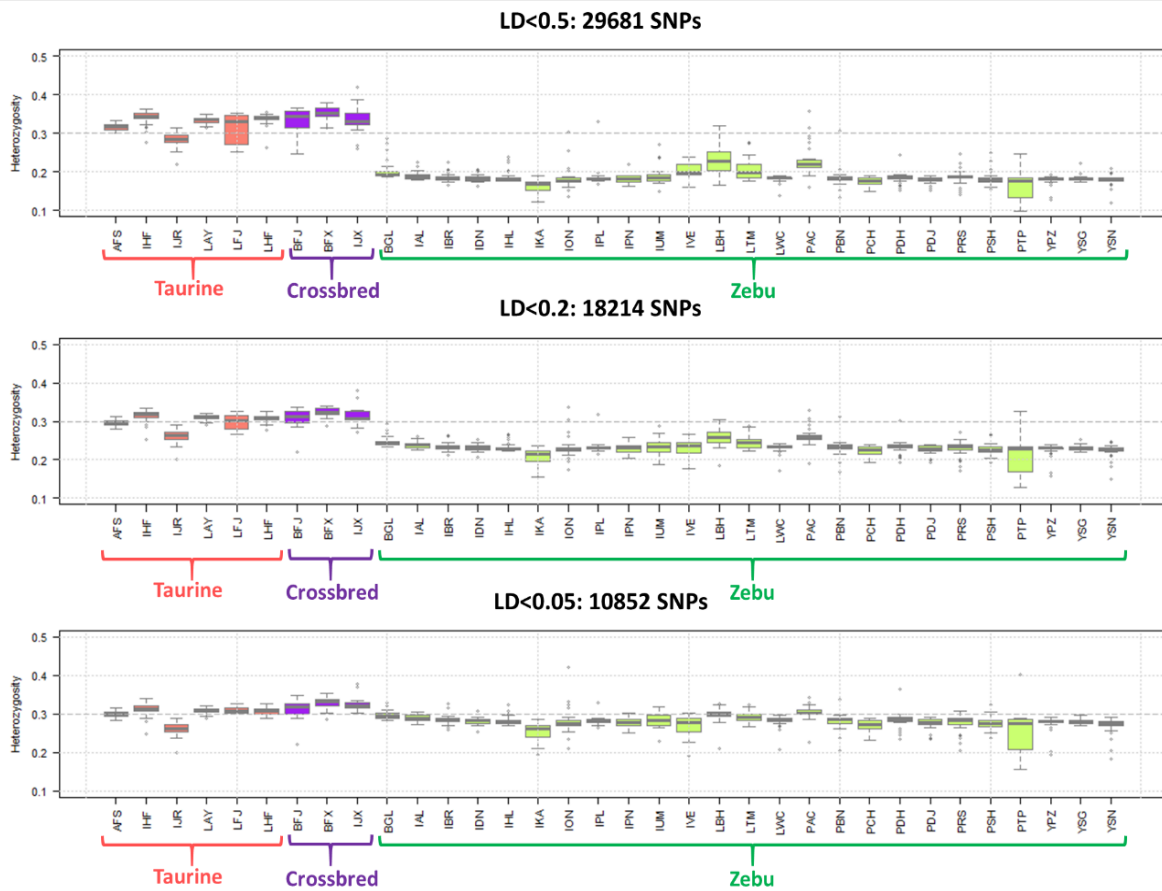 LD<0.5: 29681 SNPs
Heterozygosity
0.5
0.4
0.3
0.2
0.1
AFS IHF IJR LAY LFJ LHF BFJ BFX IJX BGL IAL IBR IDN IHL IKA ION IPL IPN IUM IVE LBH LTM LWC PAC PBN PCH PDH PDJ PRS PSH PTP YPZ YSG YSN
Taurine Crossbred Zebu
LD<0.2: 18214 SNPs
Heterozygosity
0.5
0.4
0.3
0.2
0.1
AFS IHF IJR LAY LFJ LHF BFJ BFX IJX BGL IAL IBR IDN IHL IKA ION IPL IPN IUM IVE LBH LTM LWC PAC PBN PCH PDH PDJ PRS PSH PTP YPZ YSG YSN
Taurine Crossbred Zebu
LD<0.05: 10852 SNPs
Heterozygosity
0.5
0.4
0.3
0.2
0.1
AFS IHF IJR LAY LFJ LHF BFJ BFX IJX BGL IAL IBR IDN IHL IKA ION IPL IPN IUM IVE LBH LTM LWC PAC PBN PCH PDH PDJ PRS PSH PTP YPZ YSG YSN
Taurine Crossbred Zebu